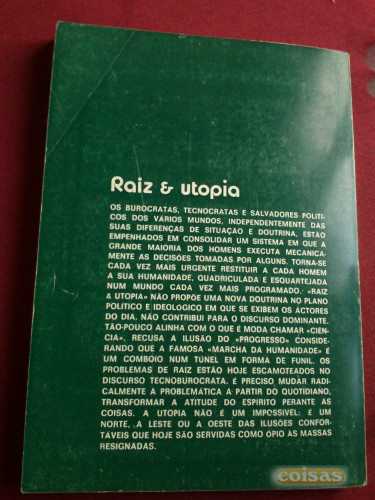 Raiz & utopia
OS BURÓCRATAS, TECNOCRATAS E SALVADORES POLITI-
COS DOS VÁRIOS MUNDOS, INDEPENDENTEMENTE DAS
SUAS DIFERENÇAS DE SITUAÇÃO E DOUTRINA, ESTÃO
EMPENHADOS EM CONSOLIDAR UM SISTEMA EM QUE A
GRANDE MAIORIA DOS HOMENS EXECUTA MECANICA-
MENTE AS DECISÕES TOMADAS POR ALGUNS. TORNA-SE
CADA VEZ MAIS URGENTE RESTITUIR A CADA HOMEM
A SUA HUMANIDADE, QUADRICULADA E ESQUARTEJADA
NUM MUNDO CADA VEZ MAIS PROGRAMADO. «RAIZ
& UTOPIA» NÃO PROPÕE UMA NOVA DOUTRINA NO PLANO
POLITICO E IDEOLÓGICO EM QUE SE EXIBEM OS ACTORES
DO DIA. NÃO CONTRIBUI PARA O DISCURSO DOMINANTE.
TÃO-POUCO ALINHA COM O QUE É MODA CHAMAR «CIÊN-
CIA», RECUSA A ILUSÃO DO «PROGRESSO» CONSIDE-
RANDO QUE A FAMOSA «MARCHA DA HUMANIDADE» É
UM COMBOIO NUM TÚNEL EM FORMA DE FUNIL. OS
PROBLEMAS DE RAIZ ESTÃO HOJE ESCAMOTEADOS NO
DISCURSO TECNOBUROCRATA. É PRECISO MUDAR RADI-
CALMENTE A PROBLEMÁTICA A PARTIR DO QUOTIDIANO,
TRANSFORMAR A ATITUDE DO ESPIRITO PERANTE AS
COISAS. A UTOPIA NÃO É UM IMPOSSIVEL: É UM
NORTE, A LESTE OU A OESTE DAS ILUSÕES CONFOR-
TAVEIS QUE HOJE SÃO SERVIDAS COMO ÓPIO AS MASSAS
RESIGNADAS.
coisas